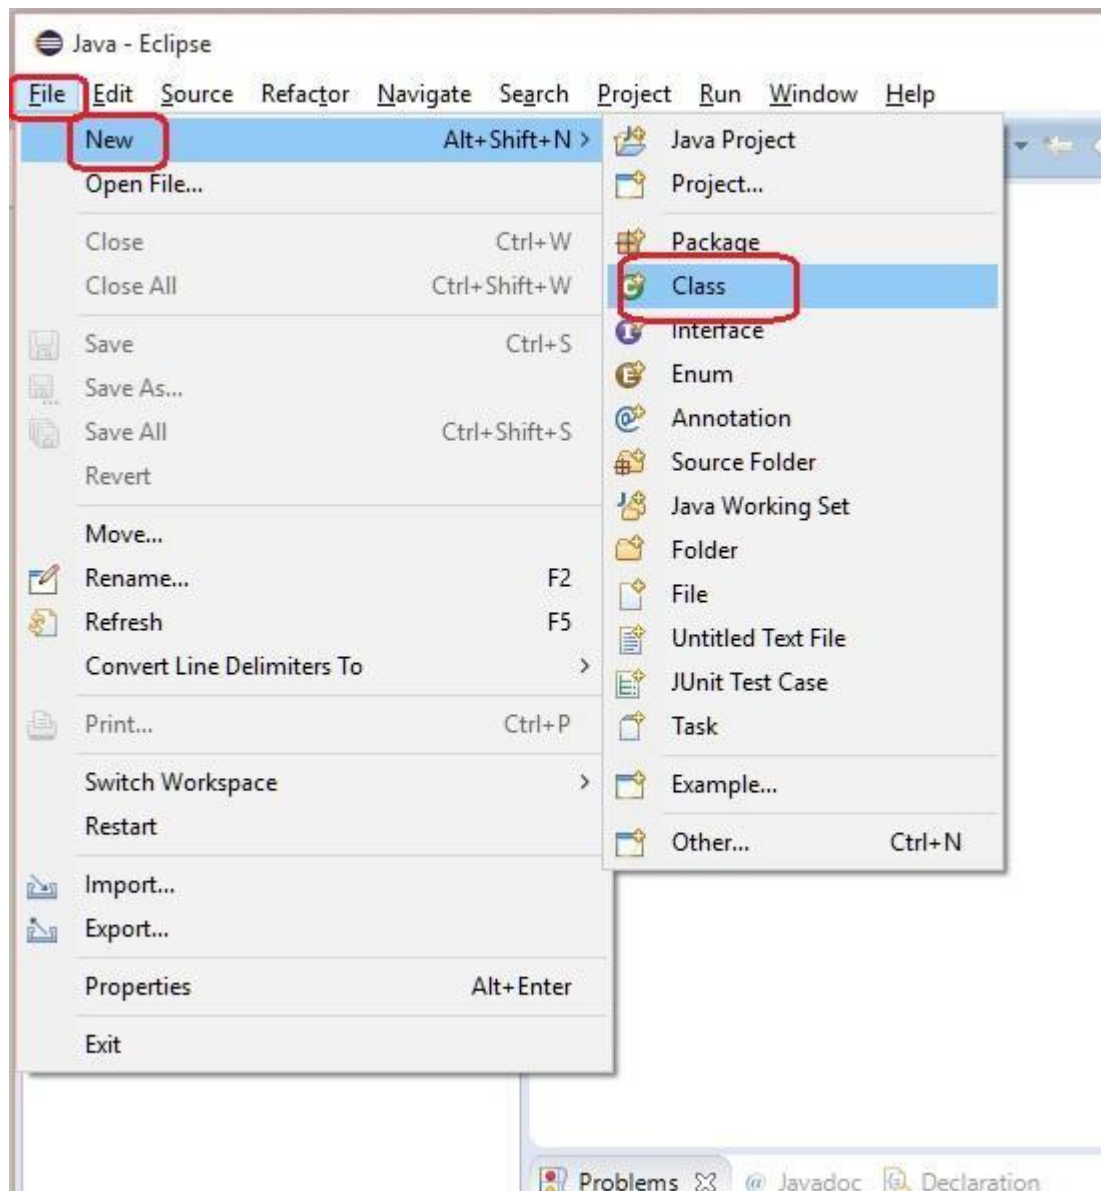 Java - Eclipse
File Edit Source Refactor Navigate Search Project Run Window Help
New Alt+Shift+N >
Open File...
Close Ctrl+W
Close All Ctrl+Shift+W
Save Ctrl+S
Save As...
Save All Ctrl+Shift+S
Revert
Move...
Rename... F2
Refresh F5
Convert Line Delimiters To >
Print... Ctrl+P
Switch Workspace >
Restart
Import...
Export...
Properties Alt+Enter
Exit
Java Project
Project...
Package
Class
Interface
Enum
Annotation
Source Folder
Java Working Set
Folder
File
Untitled Text File
JUnit Test Case
Task
Example...
Other... Ctrl+N
Problems @ Javadoc Declaration